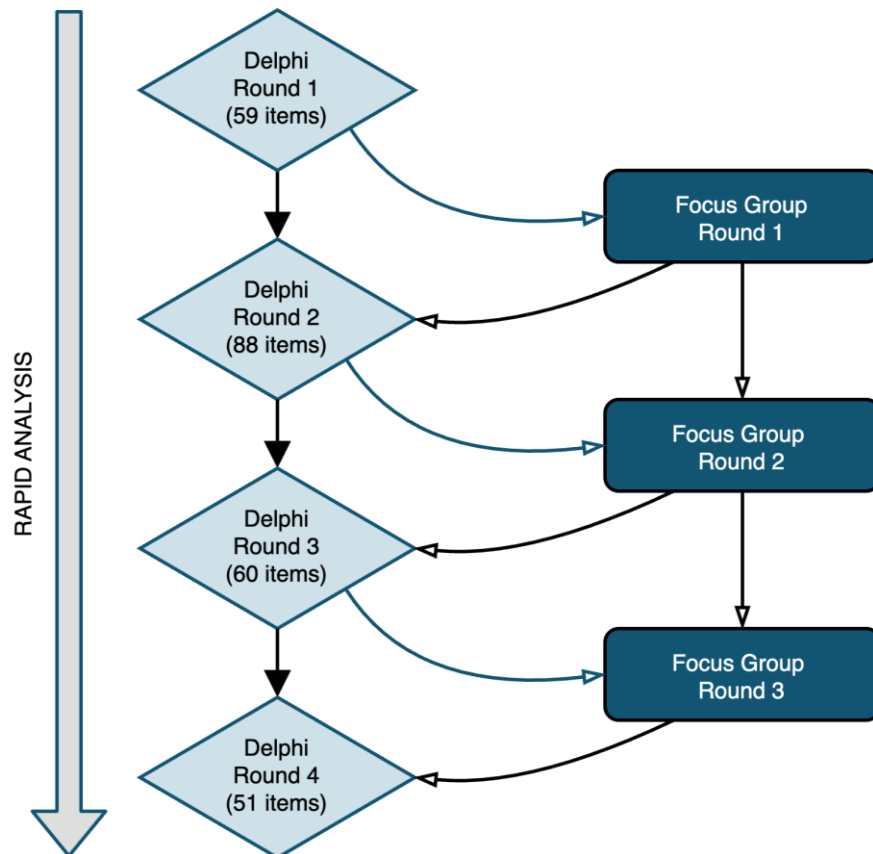 Delphi
Round 1
(59 items)
Focus Group
Round 1
Delphi
Round 2
(88 items)
Focus Group
Round 2
RAPID ANALYSIS
Delphi
Round 3
(60 items)
Focus Group
Round 3
Delphi
Round 4
(51 items)